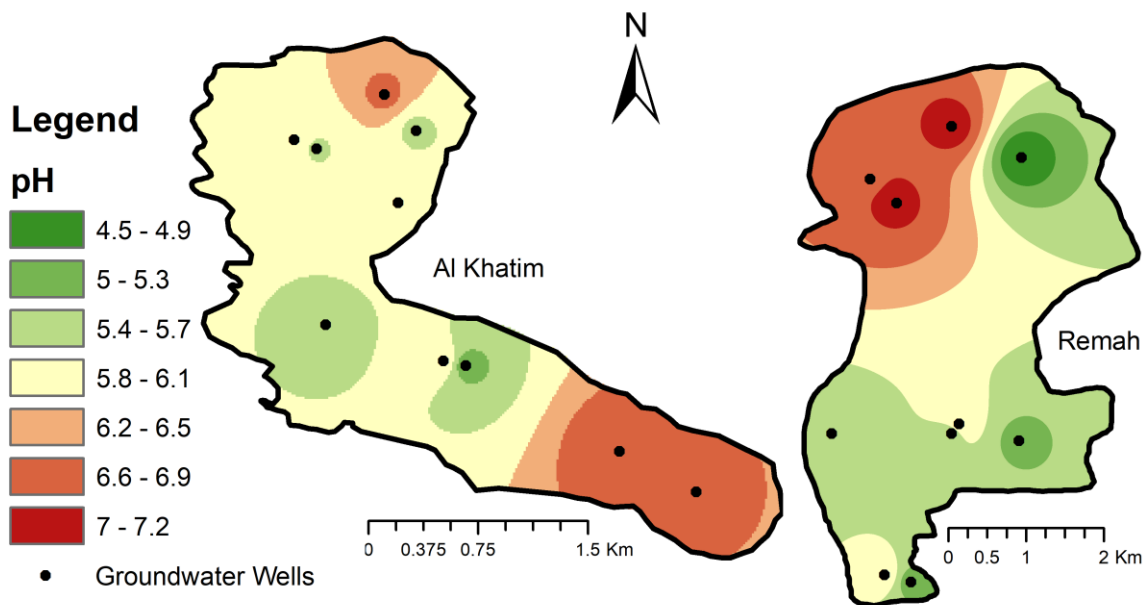 N
Legend
pH
4.5 - 4.9
5 - 5.3
5.4 - 5.7
5.8 - 6.1
6.2 - 6.5
6.6 - 6.9
7 - 7.2
Groundwater Wells
Al Khatim
Remah
0 0.375 0.75 1.5 Km
0 0.5 1 2 Km